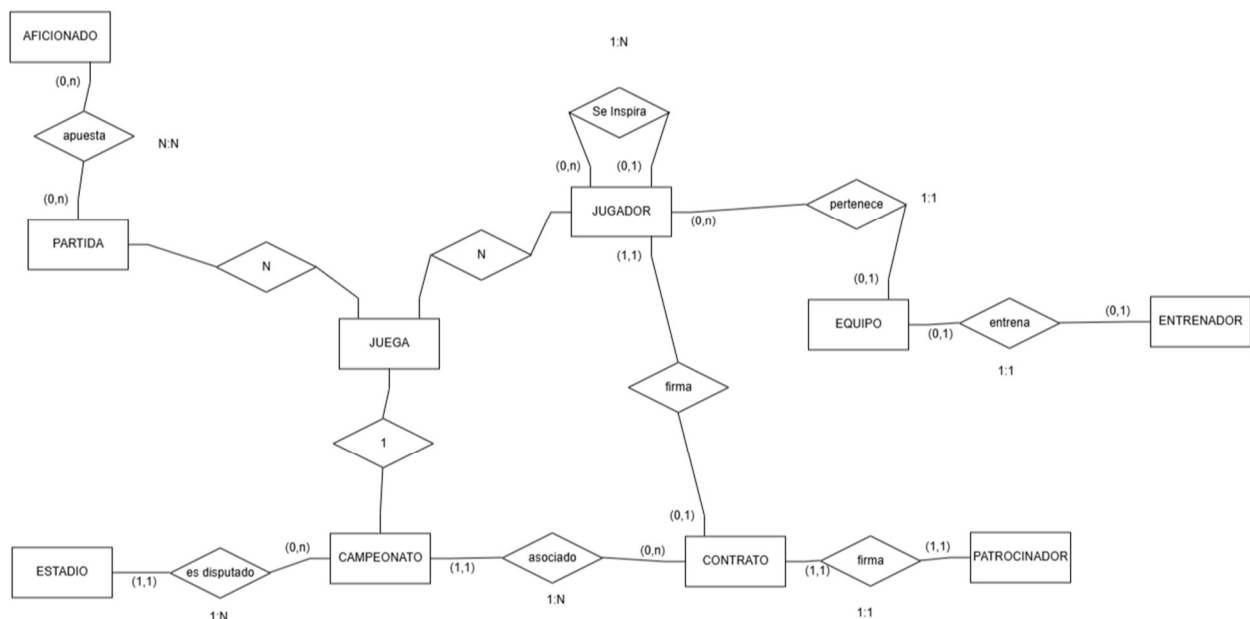 AFICIONADO
1:N
(0,n)
Se Inspira
apuesta
N:N
(0,n)
(0,1)
(0,n)
JUGADOR
pertenece
1:1
(0,n)
PARTIDA
N
N
(1,1)
(0,1)
EQUIPO
(0,1)
entrena
(0,1)
ENTRENADOR
JUEGA
1:1
firma
1
(0,1)
ESTADIO
(1,1)
es disputado
(0,n)
CAMPEONATO
(1,1)
asociado
(0,n)
CONTRATO
(1,1)
firma
(1,1)
PATROCINADOR
1:N
1:N
1:1